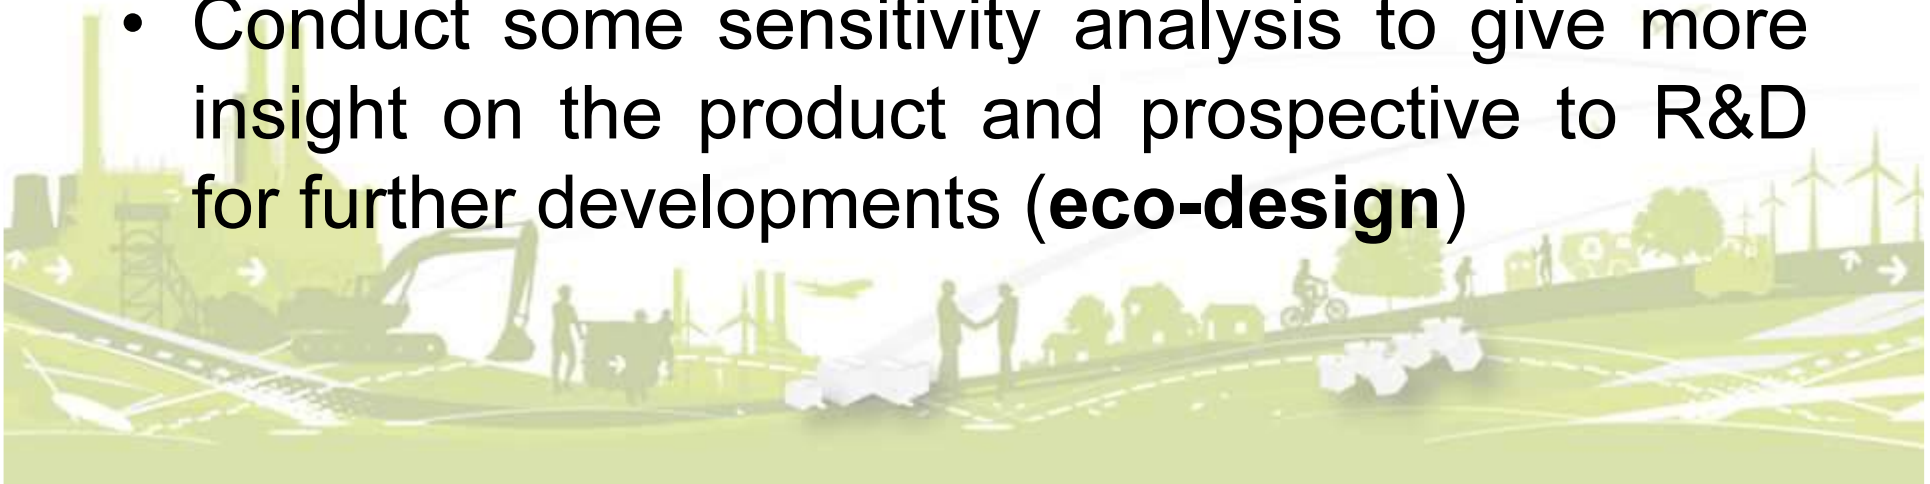 • Conduct some sensitivity analysis to give more
insight on the product and prospective to R&D
for further developments (eco-design)